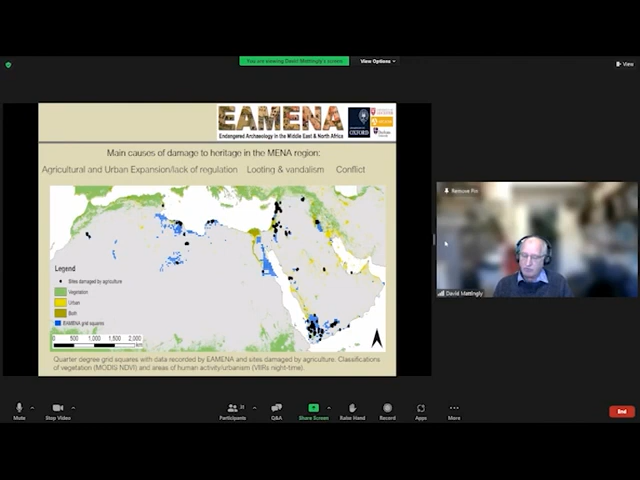 You are viewing David Mattingly's screen
View Options
View
EAMENA
Endangered Archaeology in the Middle East & North Africa
OXFORD
Main causes of damage to heritage in the MENA region:
Agricultural and Urban Expansion/lack of regulation Looting & vandalism Conflict
Legend
Sites damaged by agriculture
Vegetation
Urban
Both
EAMENA grid squares
0 500 1,000 1,500 2,000
km
Quarter degree grid squares with data recorded by EAMENA and sites damaged by agriculture. Classifications
of vegetation (MODIS NDVI) and areas of human activity/urbanism (VIIRs night-time).
Remove Pin
David Mattingly
Mute
Stop Video
Participants
Q&A
Share Screen
Raise Hand
Record
Apps
More
End